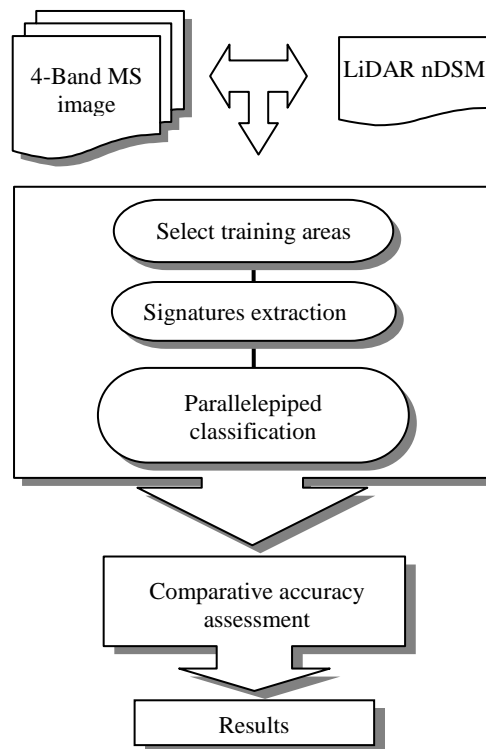 4-Band MS
image
LiDAR nDSM
Select training areas
Signatures extraction
Parallelepiped
classification
Comparative accuracy
assessment
Results